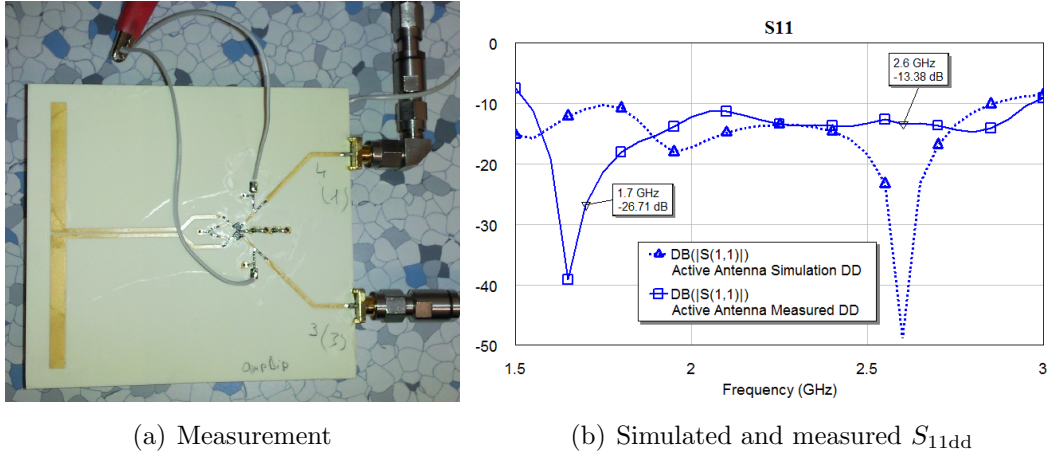 4
(1)
3(3)
ampDip
S11
0
-10
-20
-30
-40
-50
1.5
2
2.5
3
Frequency (GHz)
2.6 GHz
-13.38 dB
1.7 GHz
-26.71 dB
DB(|S(1,1)|)
Active Antenna Simulation DD
DB(|S(1,1)|)
Active Antenna Measured DD
(a) Measurement
(b) Simulated and measured S₁₁dd